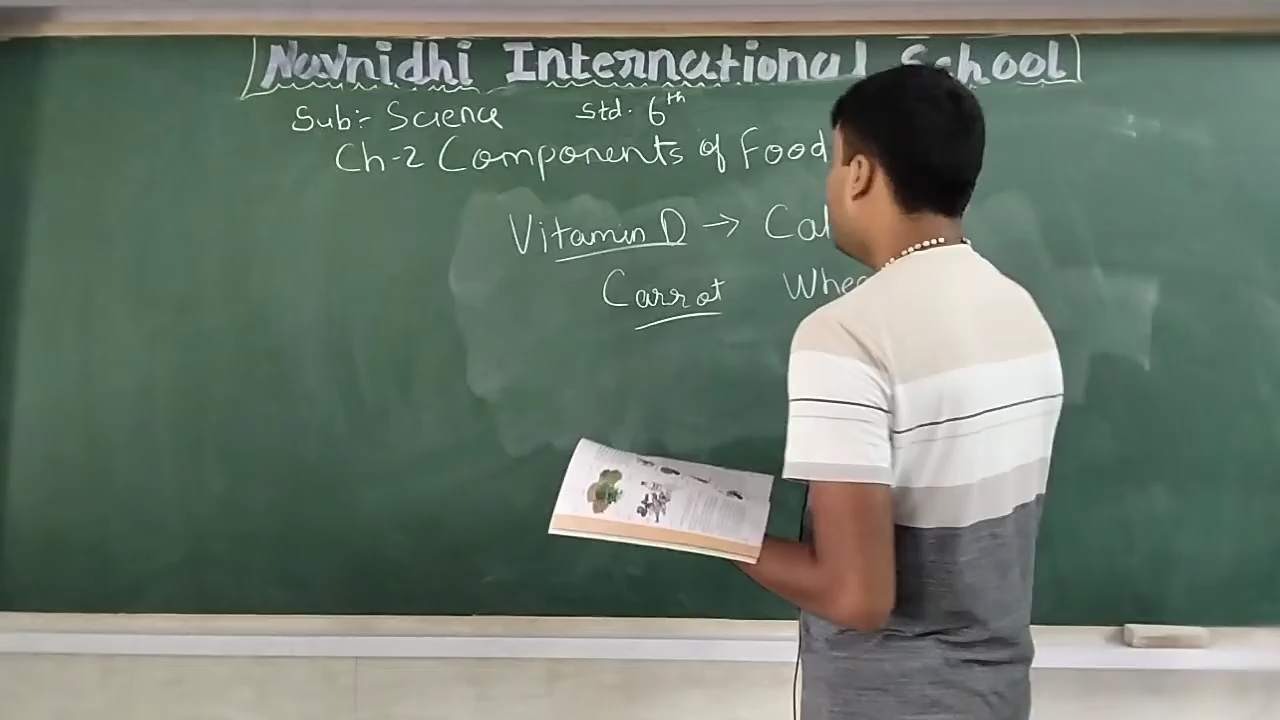 Navnidhi International School
Sub:- Science Std. 6th
Ch-2 Components of Food
Vitamin D → Cal
Carrot Whea